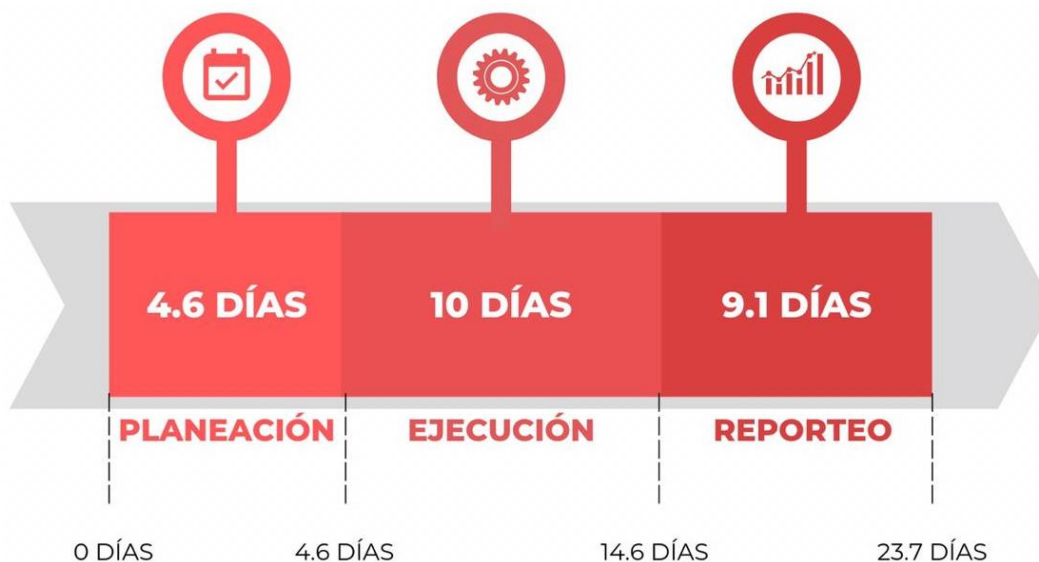 4.6 DÍAS
10 DÍAS
9.1 DÍAS
PLANEACIÓN
EJECUCIÓN
REPORTEO
0 DÍAS
4.6 DÍAS
14.6 DÍAS
23.7 DÍAS